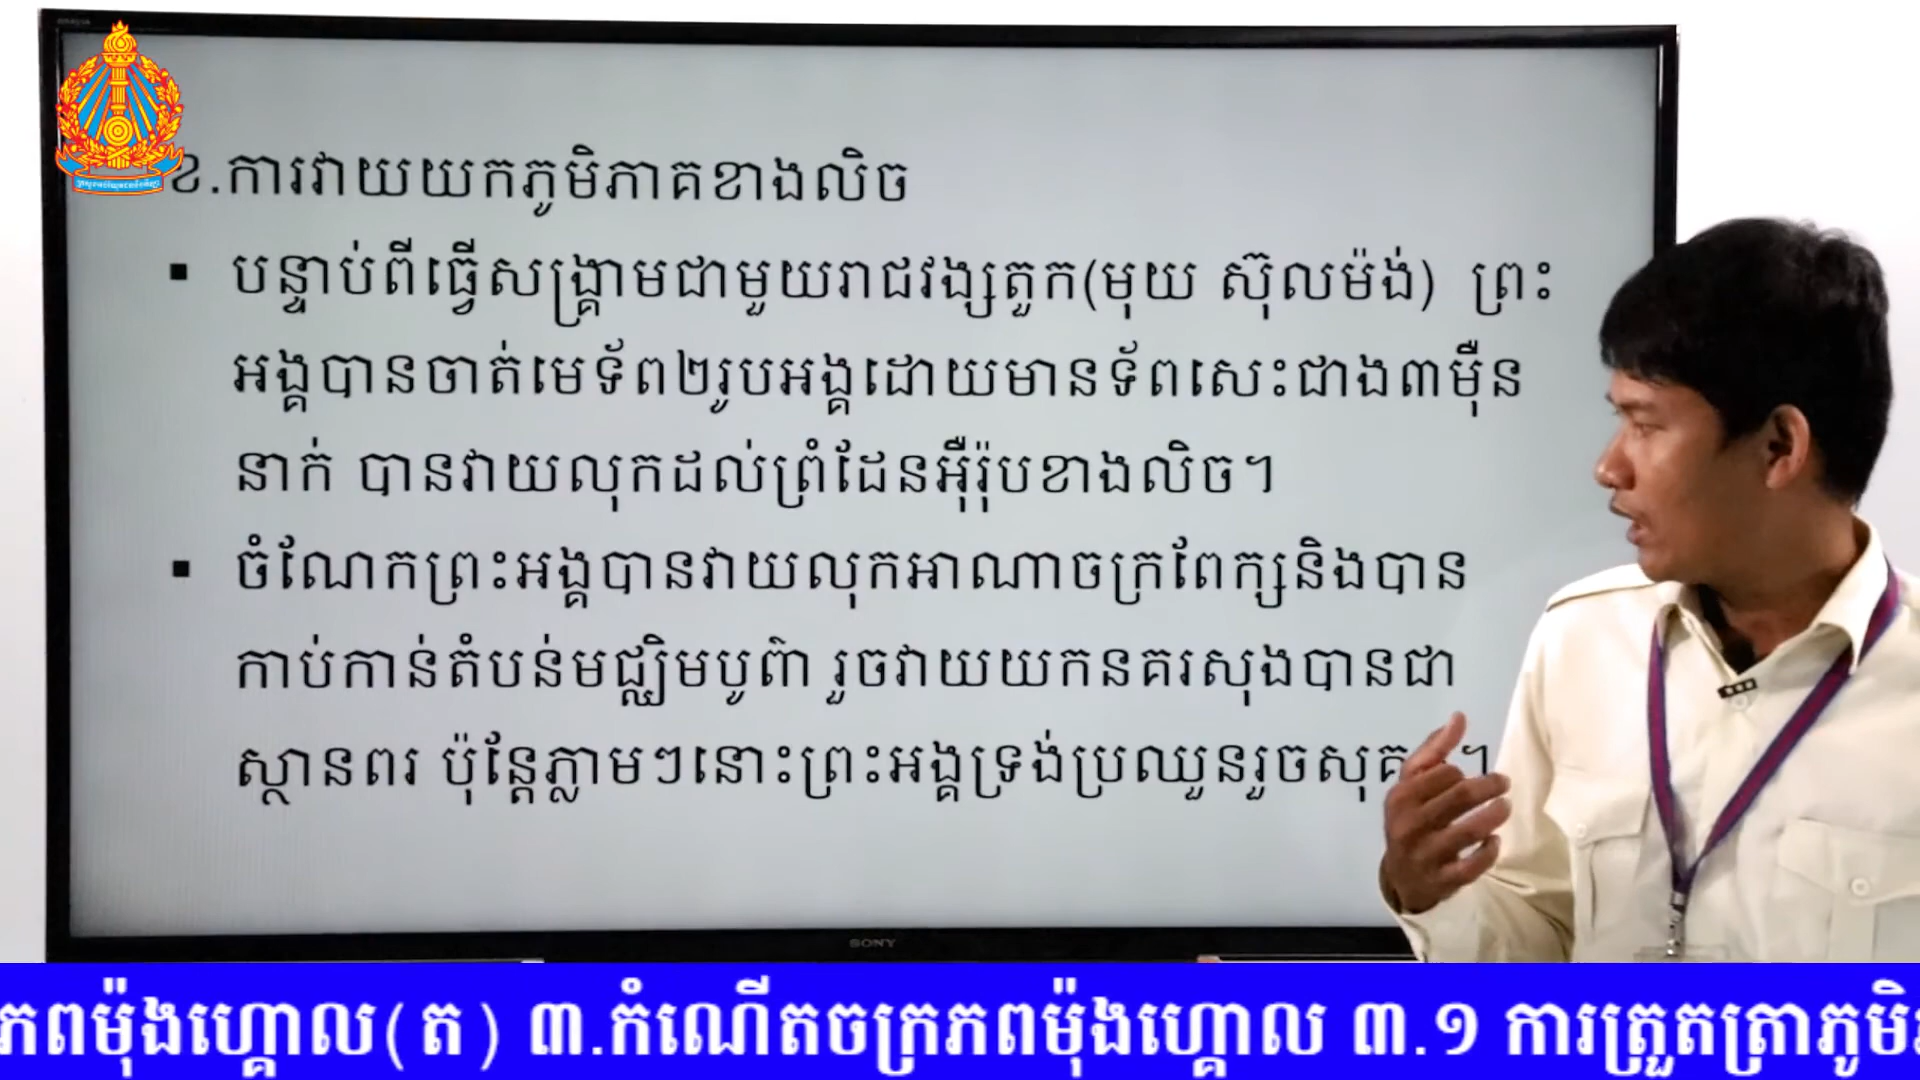 ខ.ការវាយយកភូមិភាគខាងលិច
▪ បន្ទាប់ពីធ្វើសង្គ្រាមជាមួយរាជវង្សតួក(មុយ ស៊ុលម៉ង់) ព្រះ
អង្គបានចាត់មេទ័ព២រូបអង្គដោយមានទ័ពសេះជាង៣ម៉ឺន
នាក់ បានវាយលុកដល់ព្រំដែនអ៊ឺរ៉ុបខាងលិច។
▪ ចំណែកព្រះអង្គបានវាយលុកអាណាចក្រពែក្សនិងបាន
កាប់កាន់តំបន់មជ្ឈិមបូព៌ា រួចវាយយកនគរសុងបានជា
ស្ថានពរ ប៉ុន្តែភ្លាមៗនោះព្រះអង្គទ្រង់ប្រឈួនរួចសុគ ។
SONY
ភពម៉ុងហ្គោល(ត) ៣.កំណើតចក្រភពម៉ុងហ្គោល ៣.១ ការត្រួតត្រាភូមិ